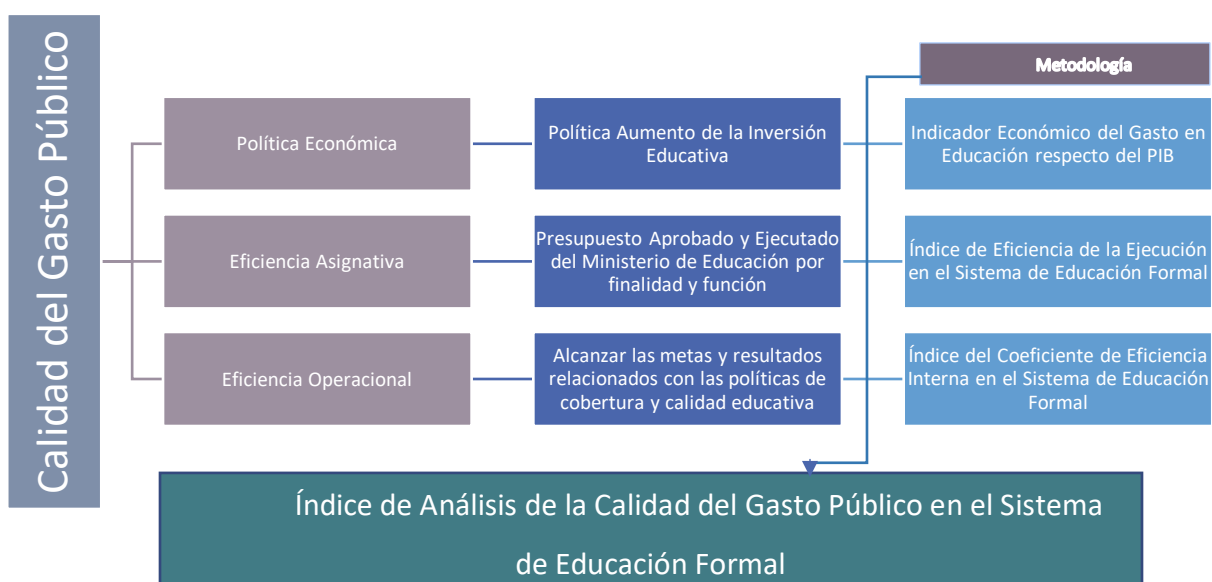 Calidad del Gasto Público
Metodología
Política Económica
Política Aumento de la Inversión
Educativa
Indicador Económico del Gasto en
Educación respecto del PIB
Eficiencia Asignativa
Presupuesto Aprobado y Ejecutado
del Ministerio de Educación por
finalidad y función
Índice de Eficiencia de la Ejecución
en el Sistema de Educación Formal
Eficiencia Operacional
Alcanzar las metas y resultados
relacionados con las políticas de
cobertura y calidad educativa
Índice del Coeficiente de Eficiencia
Interna en el Sistema de Educación
Formal
Índice de Análisis de la Calidad del Gasto Público en el Sistema
de Educación Formal